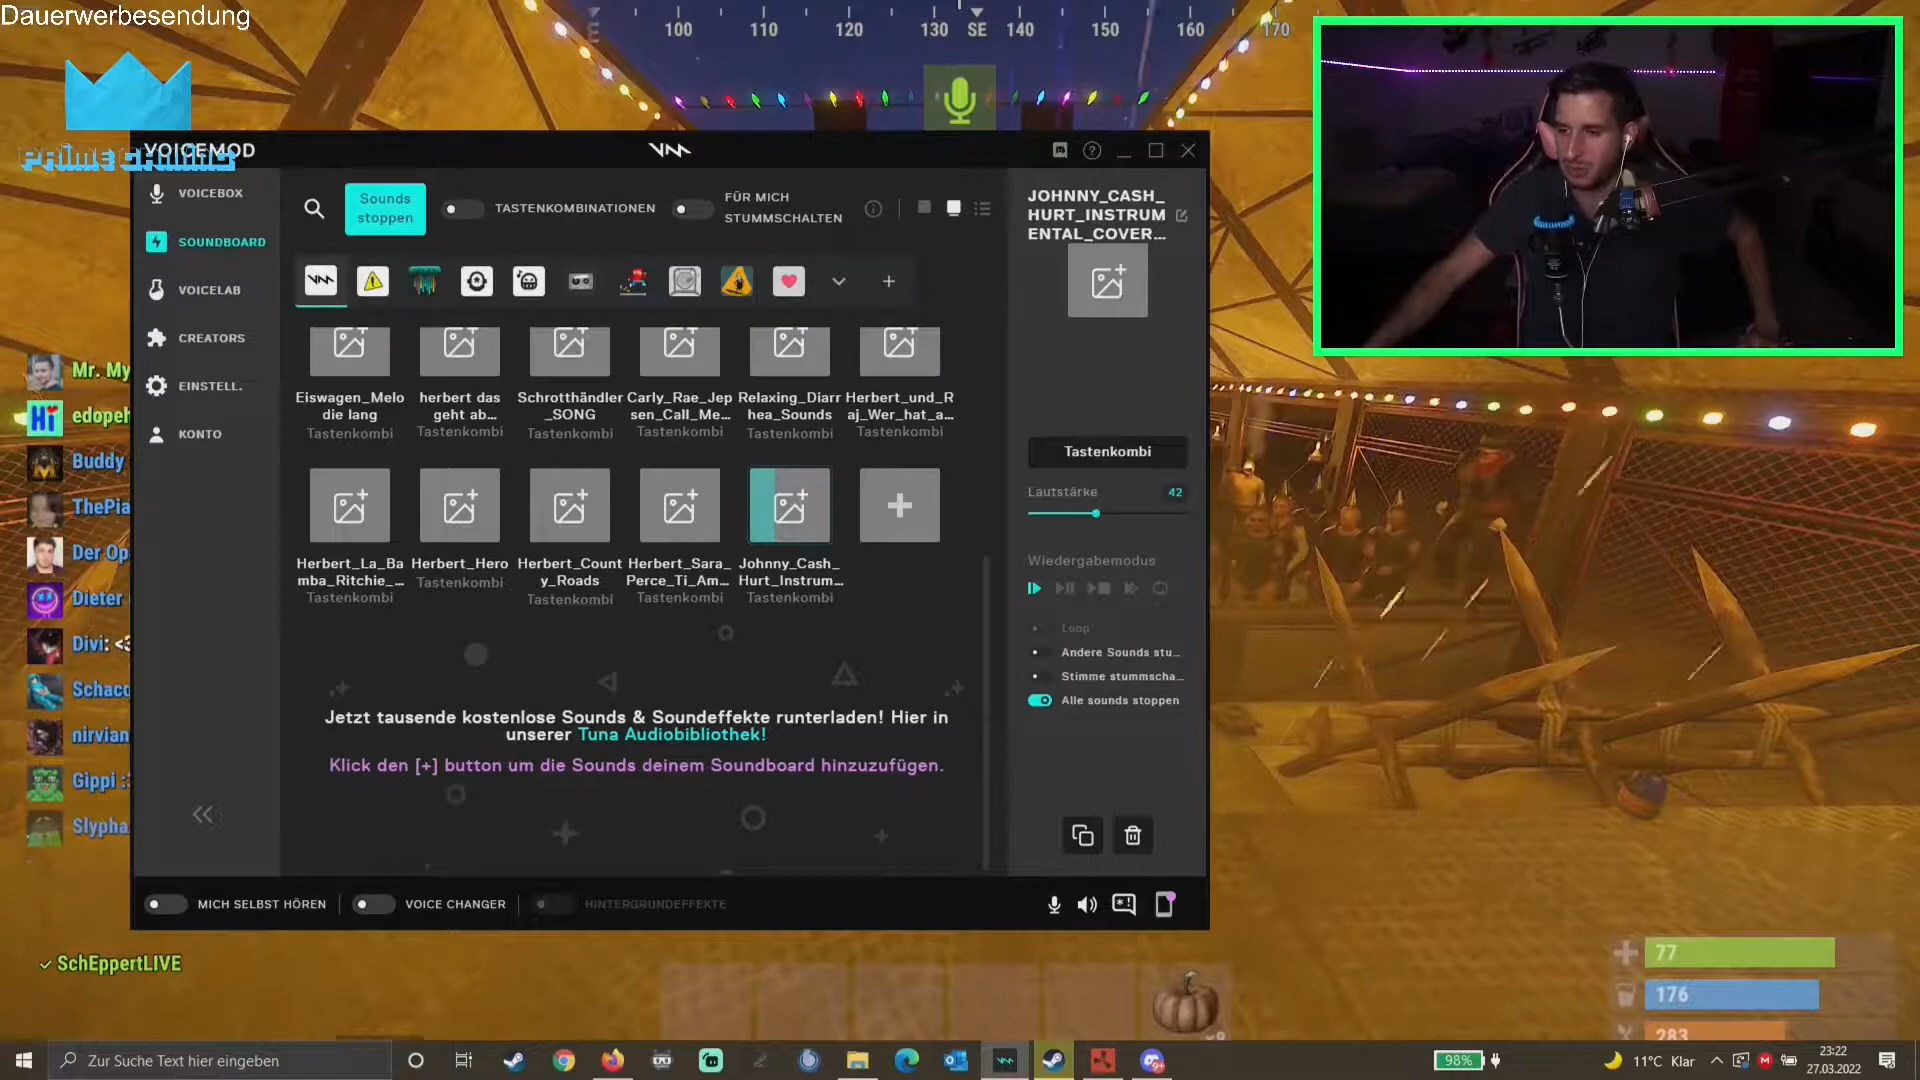 Dauerwerbesendung
100 110 120 130 SE 140 150 160 170
PRIME GAMING
VOICEMOD
VOICEBOX
SOUNDBOARD
VOICELAB
CREATORS
EINSTELL.
KONTO
Sounds
stoppen
TASTENKOMBINATIONEN
FÜR MICH
STUMMSCHALTEN
Eiswagen_Melo
die lang
Tastenkombi
herbert das
geht ab...
Tastenkombi
Schrotthändler
_SONG
Tastenkombi
Carly_Rae_Jep
sen_Call_Me...
Tastenkombi
Relaxing_Diarr
hea_Sounds
Tastenkombi
Herbert_und_R
aj_Wer_hat_a...
Tastenkombi
Herbert_La_Ba
mba_Ritchie_...
Tastenkombi
Herbert_Hero
Tastenkombi
Herbert_Count
y_Roads
Tastenkombi
Herbert_Sara_
Perce_Ti_Am...
Tastenkombi
Johnny_Cash_
Hurt_Instrum...
Tastenkombi
Jetzt tausende kostenlose Sounds & Soundeffekte runterladen! Hier in
unserer Tuna Audiobibliothek!
Klick den [+] button um die Sounds deinem Soundboard hinzuzufügen.
JOHNNY_CASH_
HURT_INSTRUM
ENTAL_COVER...
Tastenkombi
Lautstärke 42
Wiedergabemodus
Loop
Andere Sounds stu...
Stimme stummscha...
Alle sounds stoppen
MICH SELBST HÖREN
VOICE CHANGER
HINTERGRUNDEFFEKTE
Mr. My
edopeh
Hi
Buddy
ThePia
Der Op
Dieter
Divi: <3
Schacc
nirvian
Gippi :
Slypha
SchEppertLIVE
77
176
283
Zur Suche Text hier eingeben
98%
11°C Klar
23:22
27.03.2022